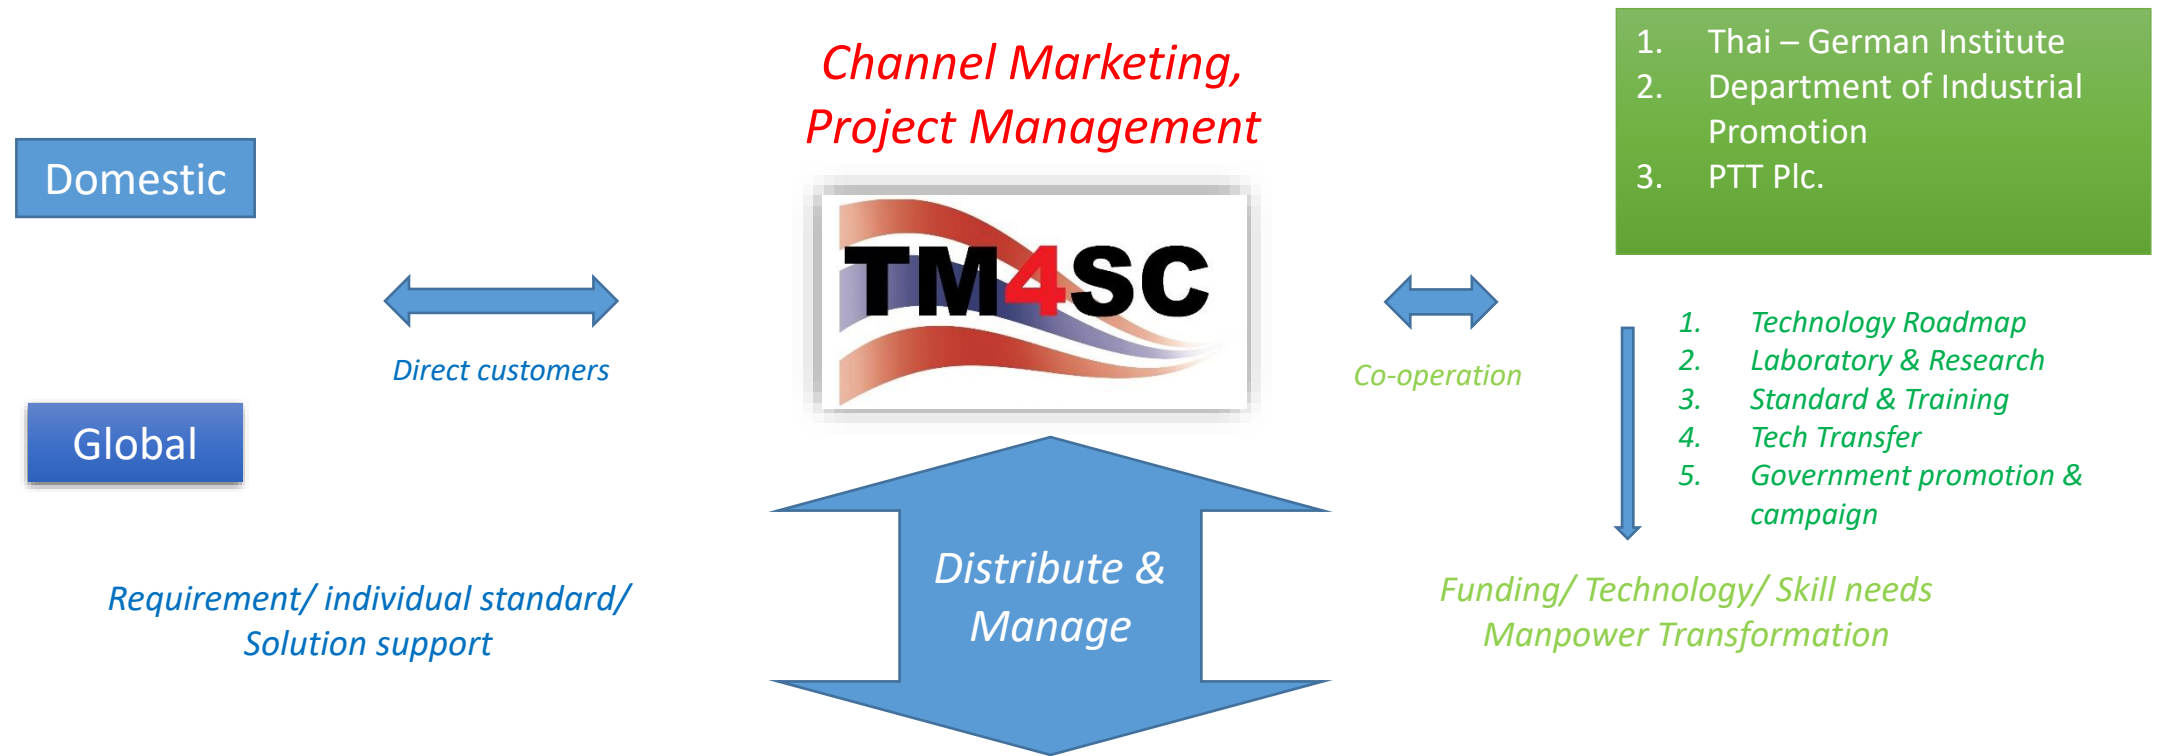 Channel Marketing,
Project Management
Domestic
Global
Direct customers
Requirement/ individual standard/
Solution support
TM4SC
Distribute &
Manage
Co-operation
1. Thai – German Institute
2. Department of Industrial
Promotion
3. PTT Plc.
1. Technology Roadmap
2. Laboratory & Research
3. Standard & Training
4. Tech Transfer
5. Government promotion &
campaign
Funding/ Technology/ Skill needs
Manpower Transformation